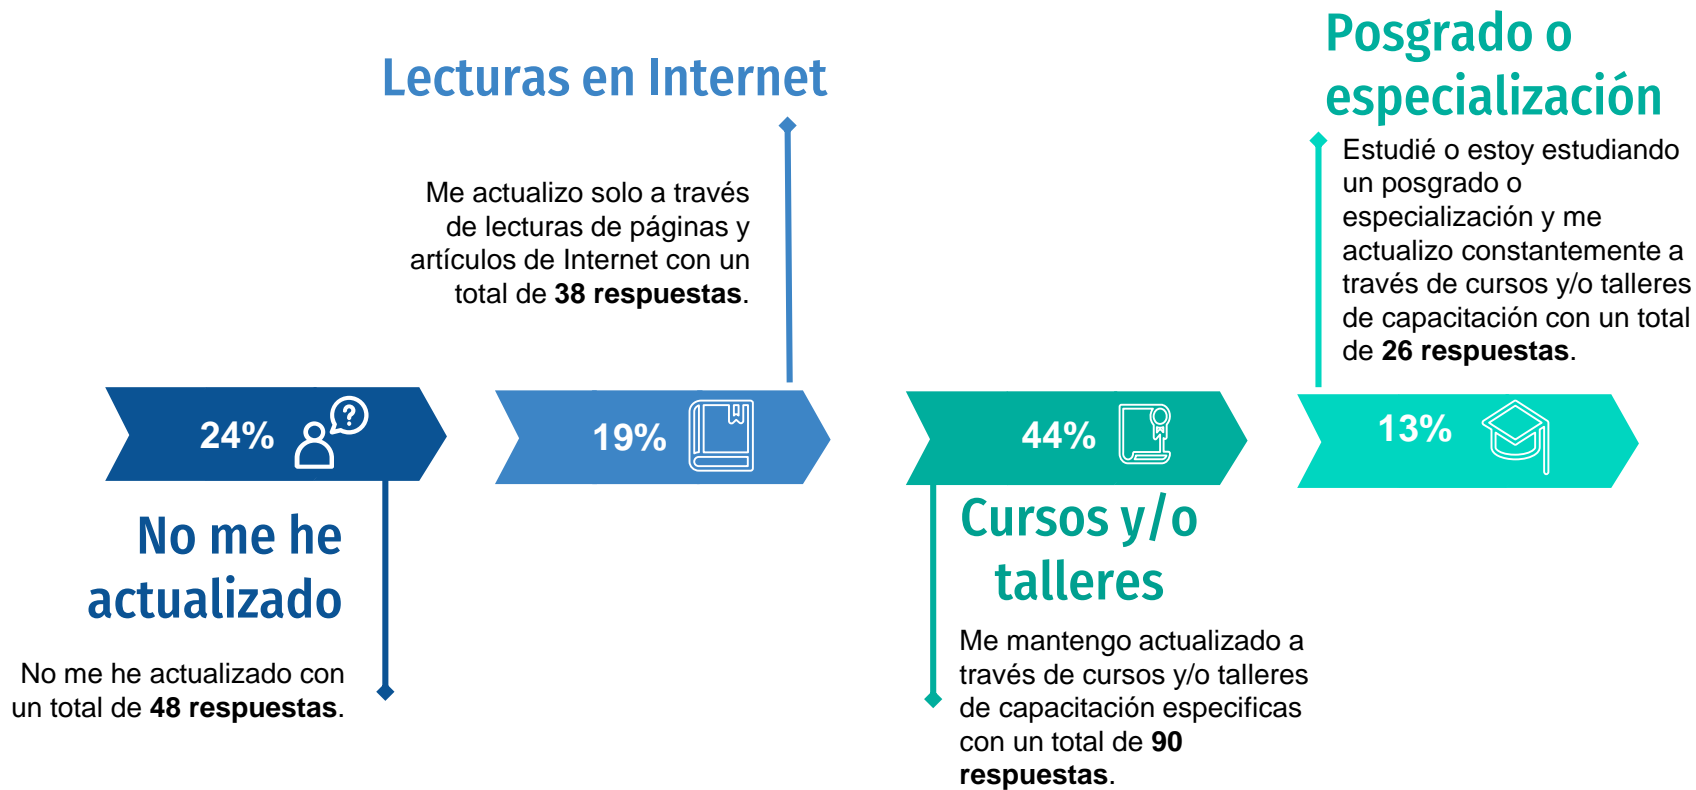 Lecturas en Internet
Me actualizo solo a través
de lecturas de páginas y
artículos de Internet con un
total de 38 respuestas.
Posgrado o
especialización
Estudié o estoy estudiando
un posgrado o
especialización y me
actualizo constantemente a
través de cursos y/o talleres
de capacitación con un total
de 26 respuestas.
24%
?
19%
44%
13%
No me he
actualizado
No me he actualizado con
un total de 48 respuestas.
Cursos y/o
talleres
Me mantengo actualizado a
través de cursos y/o talleres
de capacitación especificas
con un total de 90
respuestas.